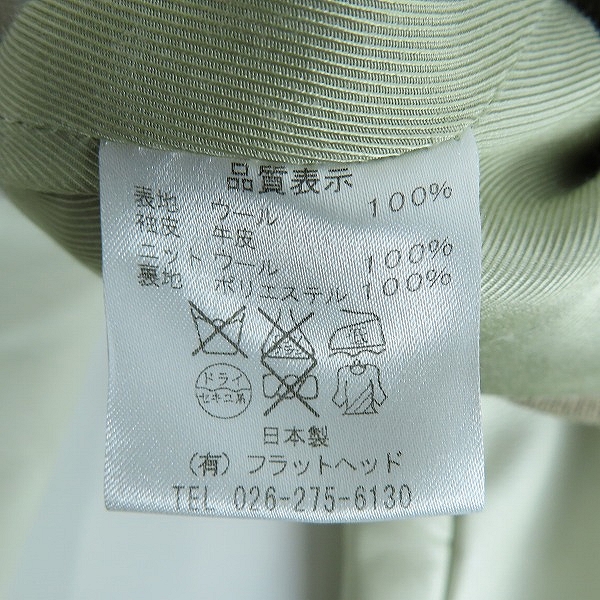 品質表示
表地 ウール 100%
袖皮 牛皮
ニット ウール 100%
裏地 ポリエステル 100%
ドライ
セキユ系
日本製
(有) フラットヘッド
TEL 026-275-6130